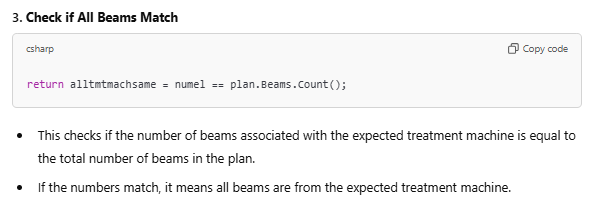 3. Check if All Beams Match
csharp
Copy code
return alltmtmachsame = numel == plan.Beams.Count();
• This checks if the number of beams associated with the expected treatment machine is equal to
the total number of beams in the plan.
• If the numbers match, it means all beams are from the expected treatment machine.